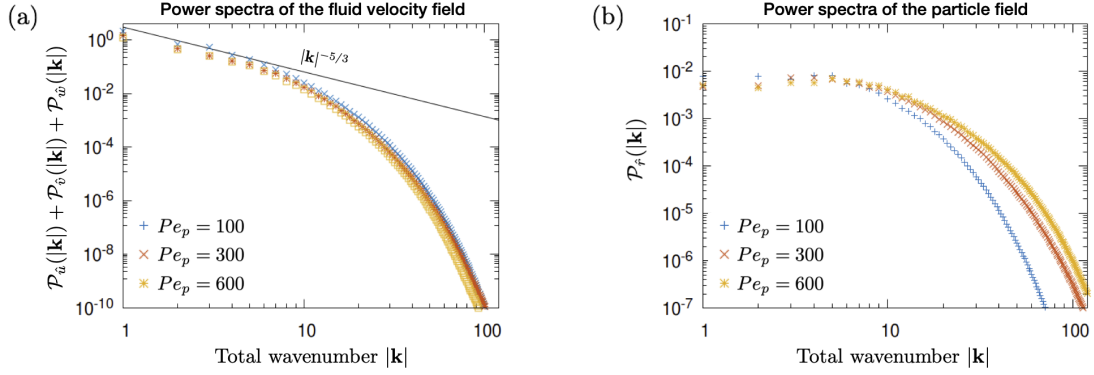 (a)
Power spectra of the fluid velocity field
𝒫_û(|𝐤|) + 𝒫_v̂(|𝐤|) + 𝒫_ŵ(|𝐤|)
10^0
10^-2
10^-4
10^-6
10^-8
10^-10
|𝐤|^−5/3
Pe_p = 100
Pe_p = 300
Pe_p = 600
1
10
100
Total wavenumber |𝐤|
(b)
Power spectra of the particle field
𝒫_r̂(|𝐤|)
10^-1
10^-2
10^-3
10^-4
10^-5
10^-6
10^-7
Pe_p = 100
Pe_p = 300
Pe_p = 600
1
10
100
Total wavenumber |𝐤|